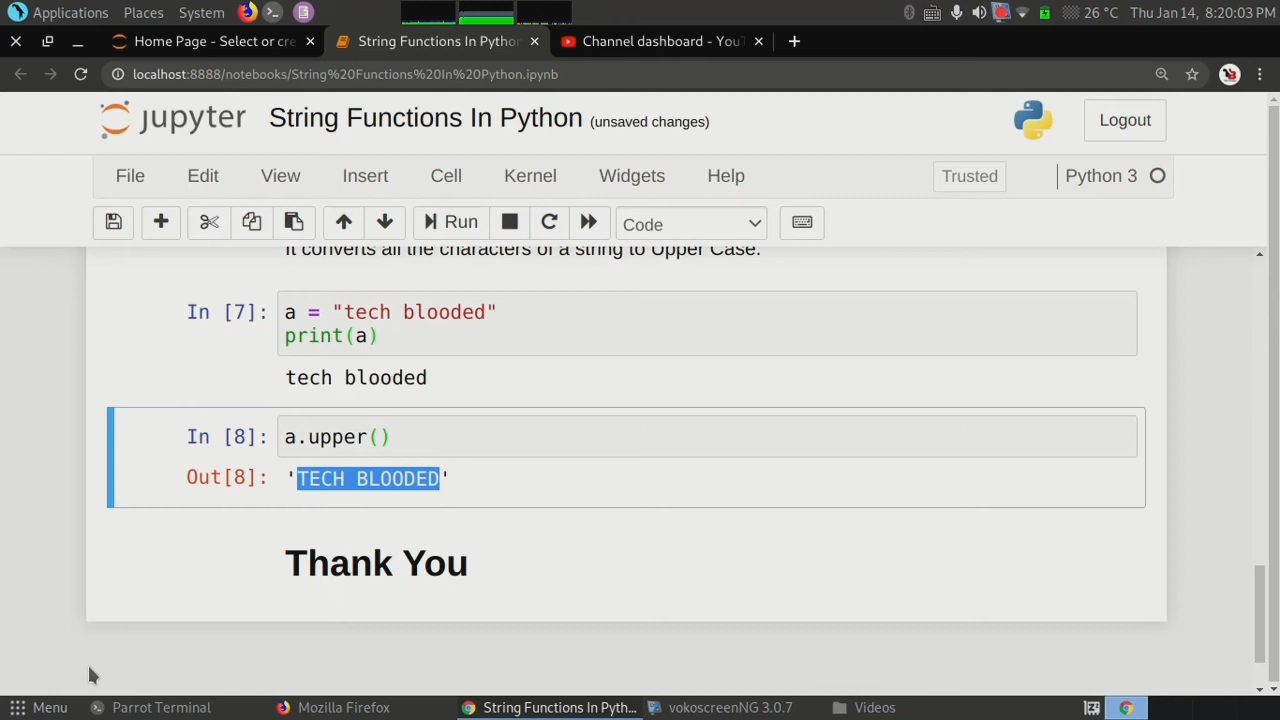 Applications Places System 26 °C Thu Jan 14, 8:20:03 PM
Home Page - Select or cre String Functions In Python Channel dashboard - YouT
localhost:8888/notebooks/String%20Functions%20In%20Python.ipynb
jupyter String Functions In Python (unsaved changes) Logout
File Edit View Insert Cell Kernel Widgets Help Trusted Python 3
Run Code
It converts all the characters of a string to Upper Case.
In [7]: a = "tech blooded"
print(a)
tech blooded
In [8]: a.upper()
Out[8]: 'TECH BLOODED'
Thank You
Menu Parrot Terminal Mozilla Firefox String Functions In Pyth... vokoscreenNG 3.0.7 Videos